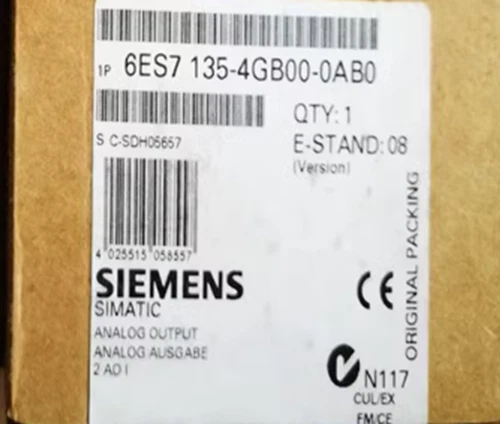 1P 6ES7 135-4GB00-0AB0
QTY: 1
S C-SDH05657
E-STAND: 08
(Version)
4 025515 058557
SIEMENS
SIMATIC
ANALOG OUTPUT
ANALOG AUSGABE
2 AO I
CE
ORIGINAL PACKING
N117
CUL/EX
FM/CE